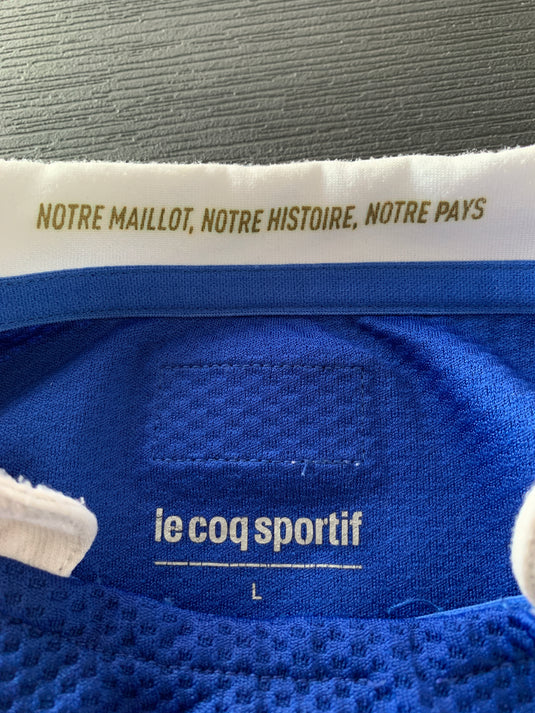 NOTRE MAILLOT, NOTRE HISTOIRE, NOTRE PAYS
le coq sportif
L